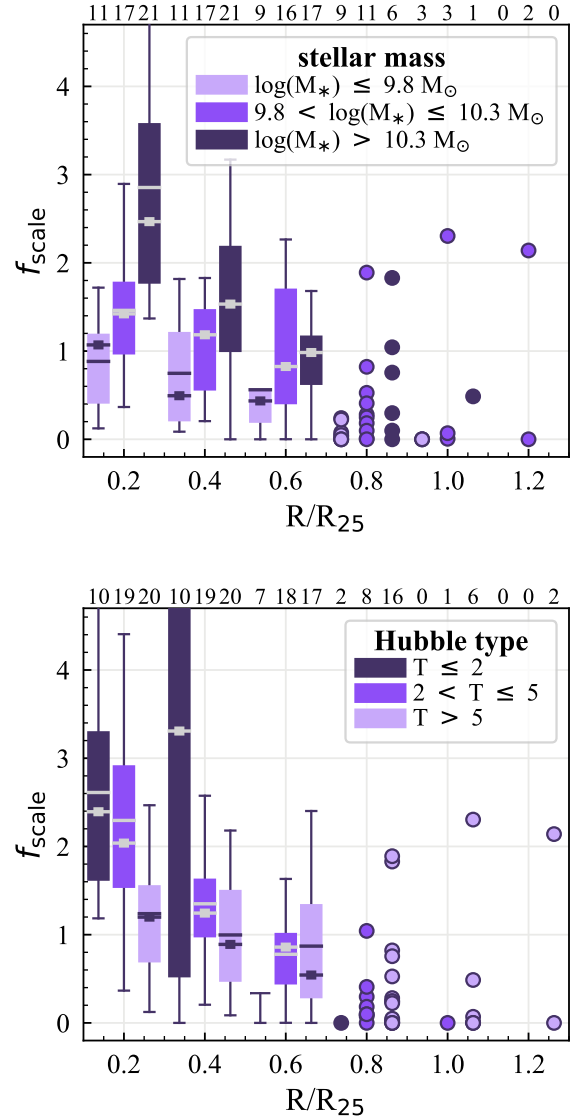 11 17 21 11 17 21 9 16 17 9 11 6 3 3 1 0 2 0
stellar mass
log(M∗) ≤ 9.8 M⊙
9.8 < log(M∗) ≤ 10.3 M⊙
log(M∗) > 10.3 M⊙
4
3
2
1
0
f_scale
0.2 0.4 0.6 0.8 1.0 1.2
R/R₂₅
10 19 20 10 19 20 7 18 17 2 8 16 0 1 6 0 0 2
Hubble type
T ≤ 2
2 < T ≤ 5
T > 5
4
3
2
1
0
f_scale
0.2 0.4 0.6 0.8 1.0 1.2
R/R₂₅